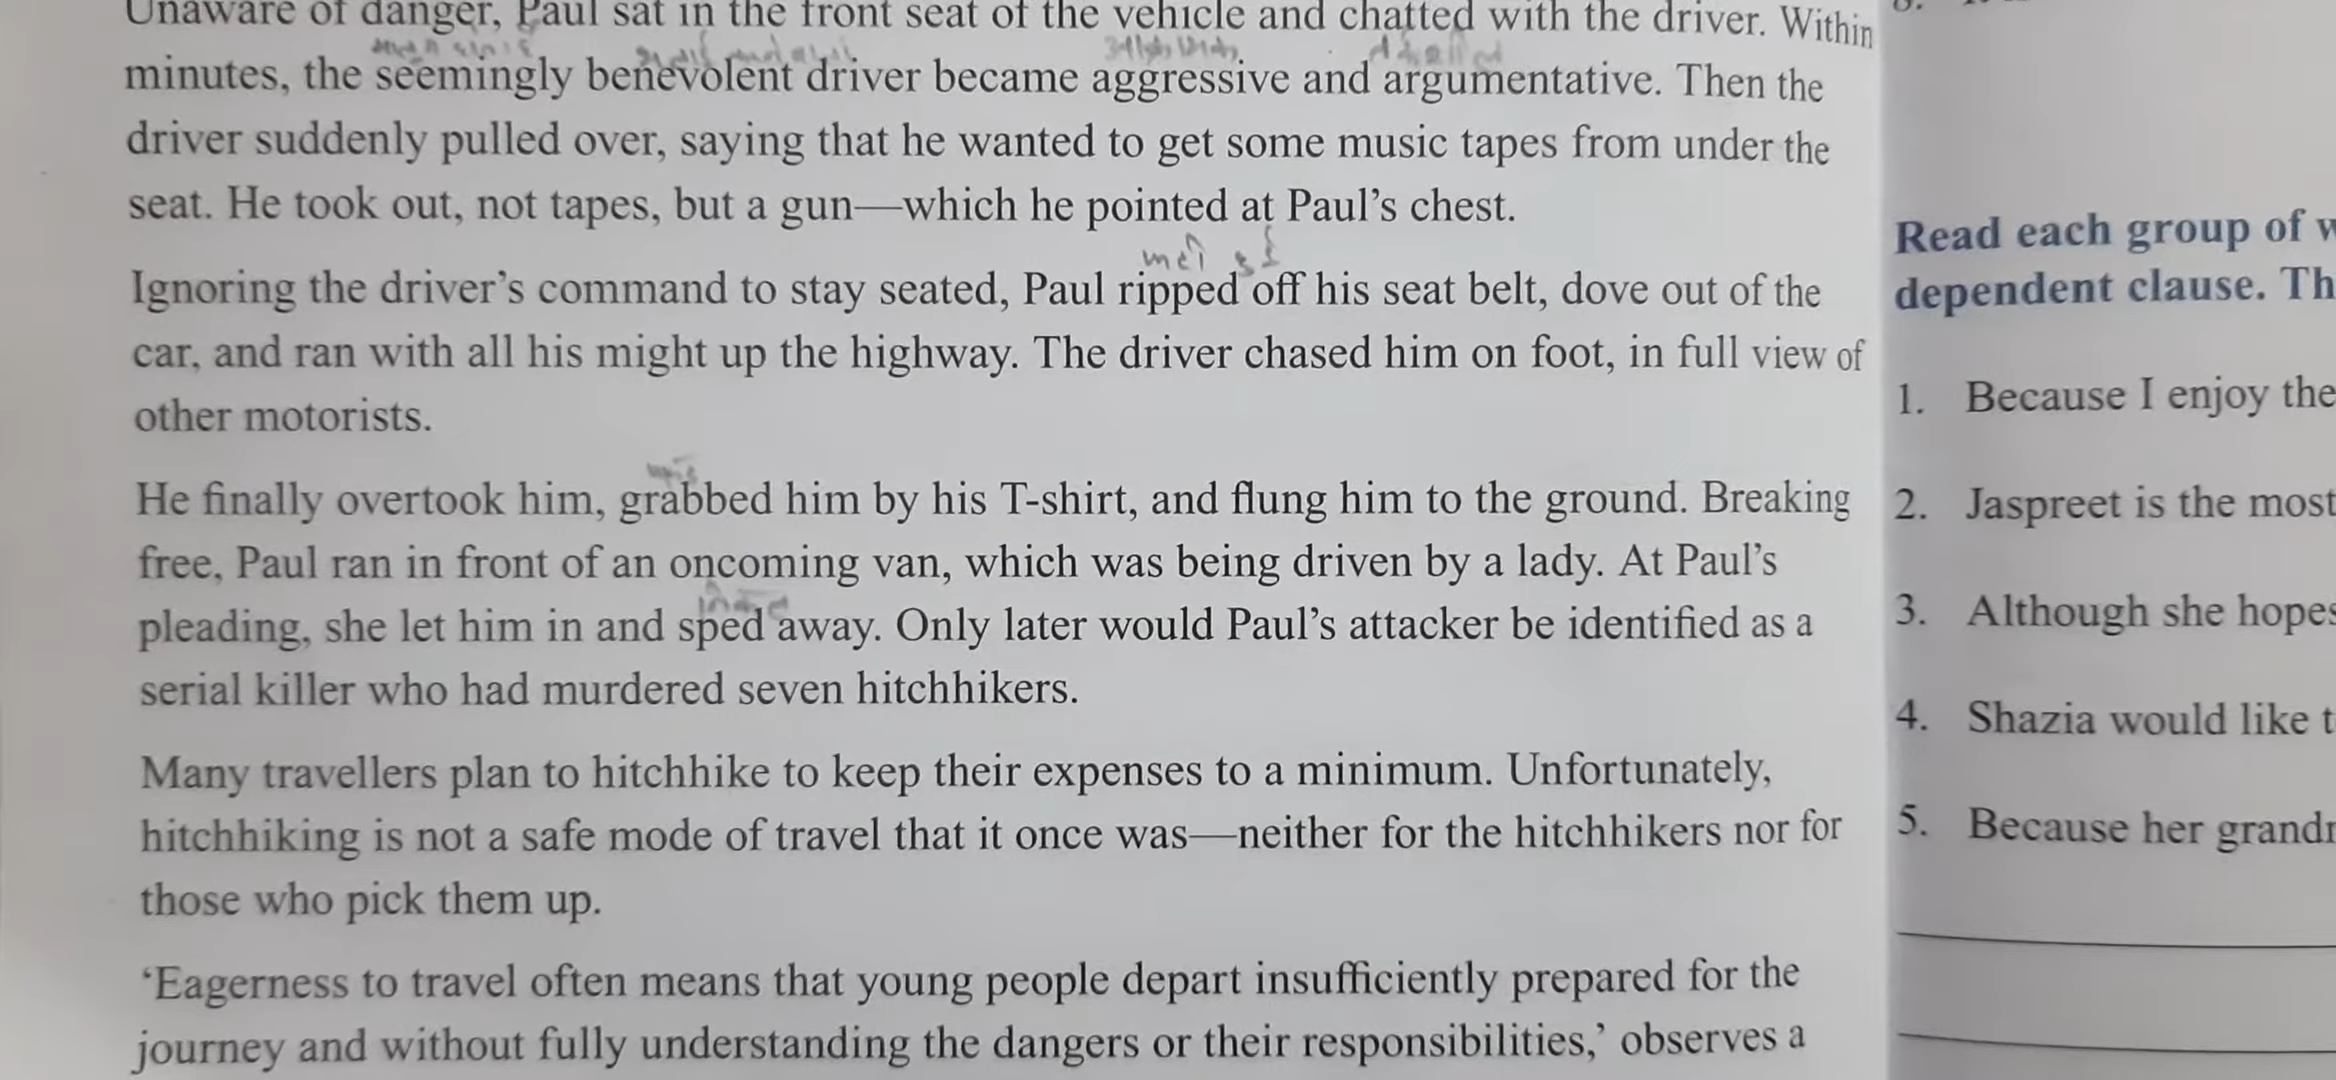 Unaware of danger, Paul sat in the front seat of the vehicle and chatted with the driver. Within
minutes, the seemingly benevolent driver became aggressive and argumentative. Then the
driver suddenly pulled over, saying that he wanted to get some music tapes from under the
seat. He took out, not tapes, but a gun—which he pointed at Paul’s chest.
Ignoring the driver’s command to stay seated, Paul ripped off his seat belt, dove out of the
car, and ran with all his might up the highway. The driver chased him on foot, in full view of
other motorists.
He finally overtook him, grabbed him by his T-shirt, and flung him to the ground. Breaking
free, Paul ran in front of an oncoming van, which was being driven by a lady. At Paul’s
pleading, she let him in and sped away. Only later would Paul’s attacker be identified as a
serial killer who had murdered seven hitchhikers.
Many travellers plan to hitchhike to keep their expenses to a minimum. Unfortunately,
hitchhiking is not a safe mode of travel that it once was—neither for the hitchhikers nor for
those who pick them up.
‘Eagerness to travel often means that young people depart insufficiently prepared for the
journey and without fully understanding the dangers or their responsibilities,’ observes a
Read each group of
dependent clause. Th
1. Because I enjoy the
2. Jaspreet is the most
3. Although she hopes
4. Shazia would like t
5. Because her